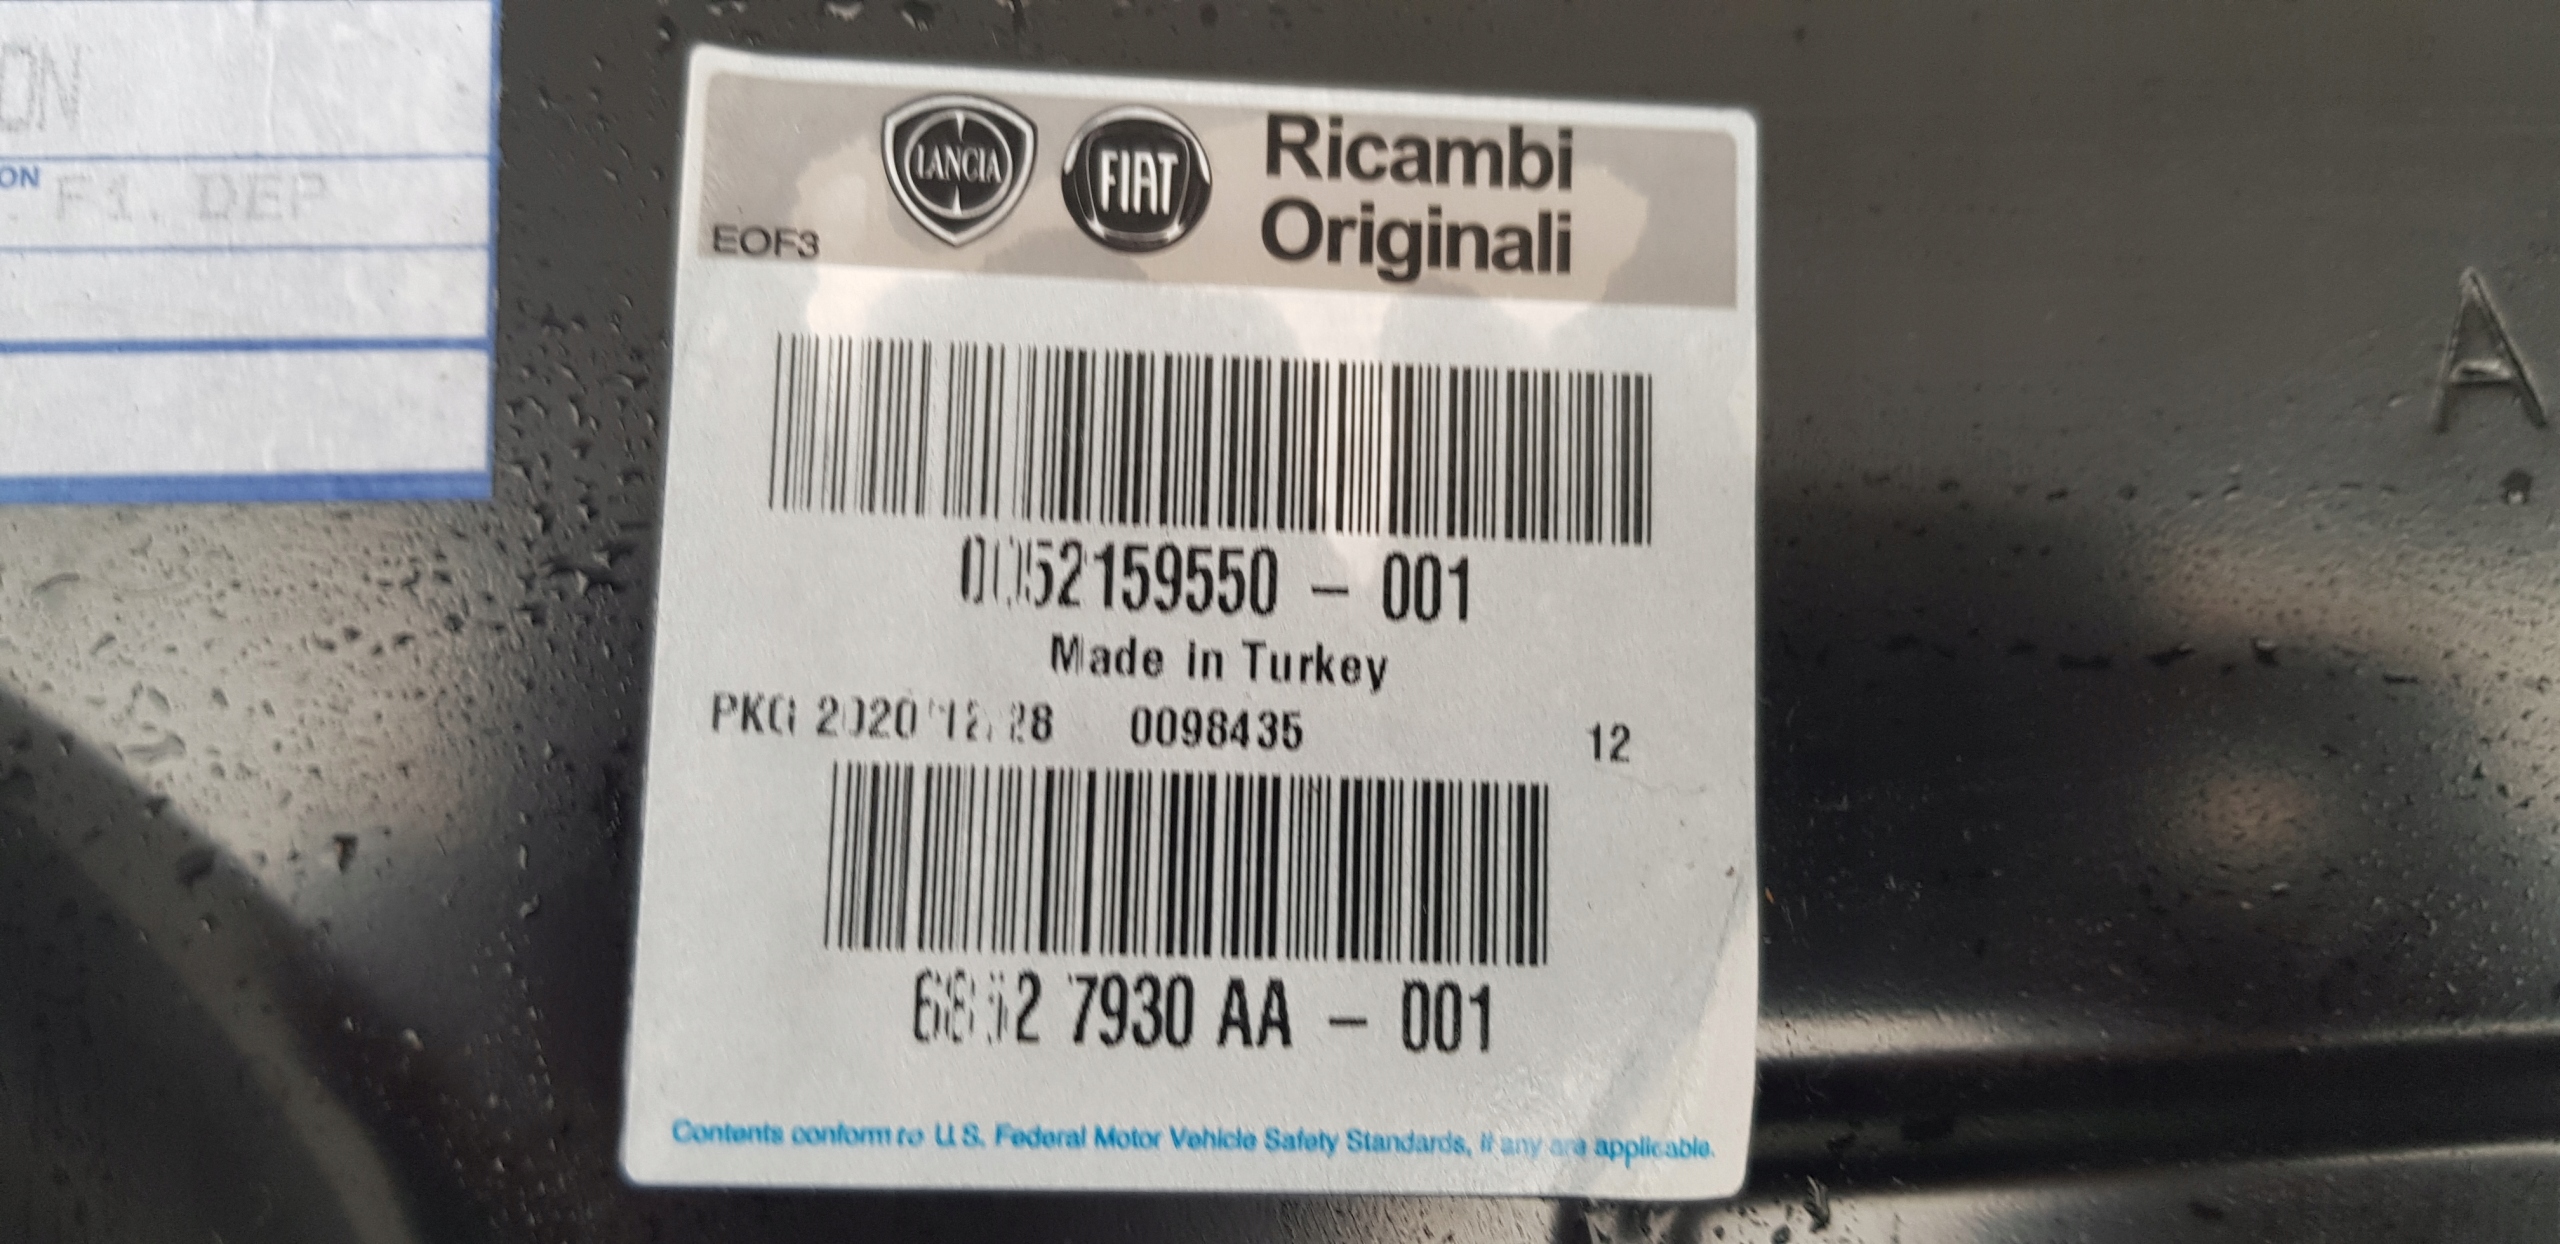 ON
ON
F1. DEP
LANCIA
FIAT
Ricambi
Originali
EOF3
0052159550 - 001
Made in Turkey
PKG 2020 12. 28 0098435 12
7930 AA - 001
Contents conform to U.S. Federal Motor Vehicle Safety Standards, if any are applicable.
A